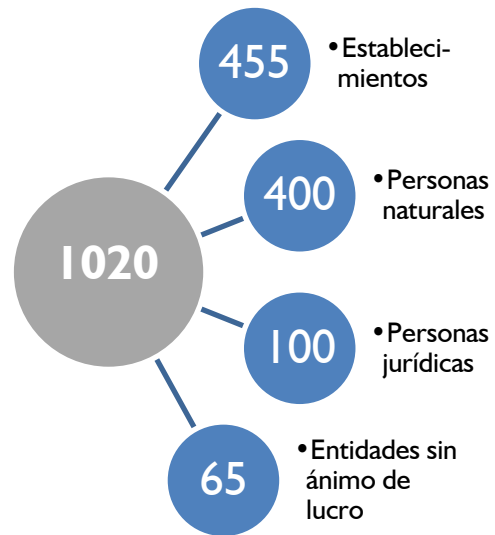 455
• Estableci-
mientos
400
• Personas
naturales
1020
100
• Personas
jurídicas
65
• Entidades sin
ánimo de
lucro